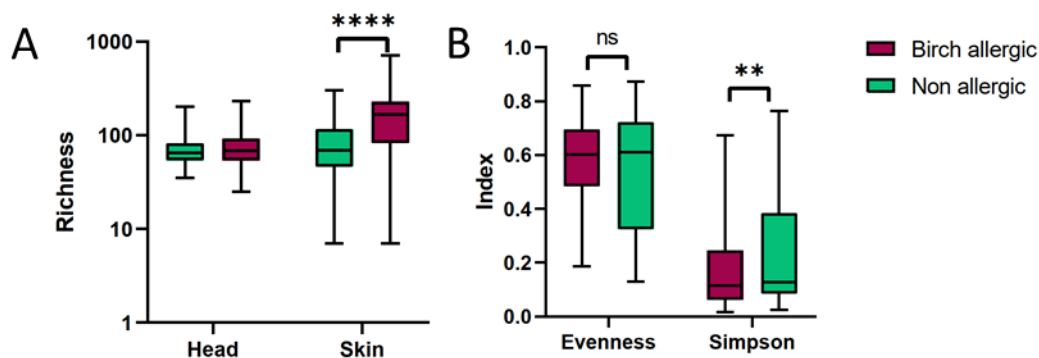 A
Richness
1000
100
10
1
****
Head
Skin
B
Index
1.0
0.8
0.6
0.4
0.2
0.0
ns
**
Evenness
Simpson
Birch allergic
Non allergic